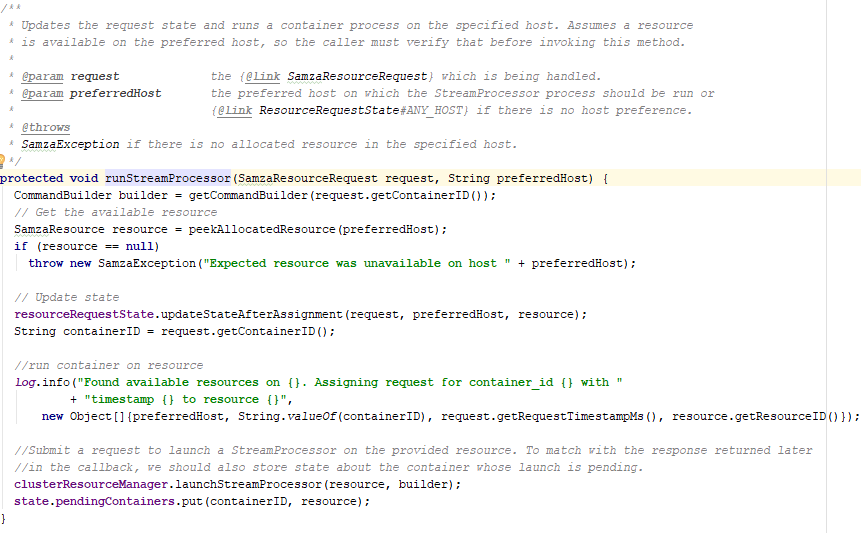 /**
 * Updates the request state and runs a container process on the specified host. Assumes a resource
 * is available on the preferred host, so the caller must verify that before invoking this method.
 *
 * @param request             the {@link SamzaResourceRequest} which is being handled.
 * @param preferredHost       the preferred host on which the StreamProcessor process should be run or
 *                            {@link ResourceRequestState#ANY_HOST} if there is no host preference.
 * @throws
 * SamzaException if there is no allocated resource in the specified host.
 */
protected void runStreamProcessor(SamzaResourceRequest request, String preferredHost) {
  CommandBuilder builder = getCommandBuilder(request.getContainerID());
  // Get the available resource
  SamzaResource resource = peekAllocatedResource(preferredHost);
  if (resource == null)
    throw new SamzaException("Expected resource was unavailable on host " + preferredHost);

  // Update state
  resourceRequestState.updateStateAfterAssignment(request, preferredHost, resource);
  String containerID = request.getContainerID();

  //run container on resource
  Log.info("Found available resources on {}. Assigning request for container_id {} with "
          + "timestamp {} to resource {}",
      new Object[]{preferredHost, String.valueOf(containerID), request.getRequestTimestampMs(), resource.getResourceID()});

  //Submit a request to launch a StreamProcessor on the provided resource. To match with the response returned later
  //in the callback, we should also store state about the container whose launch is pending.
  clusterResourceManager.launchStreamProcessor(resource, builder);
  state.pendingContainers.put(containerID, resource);
}